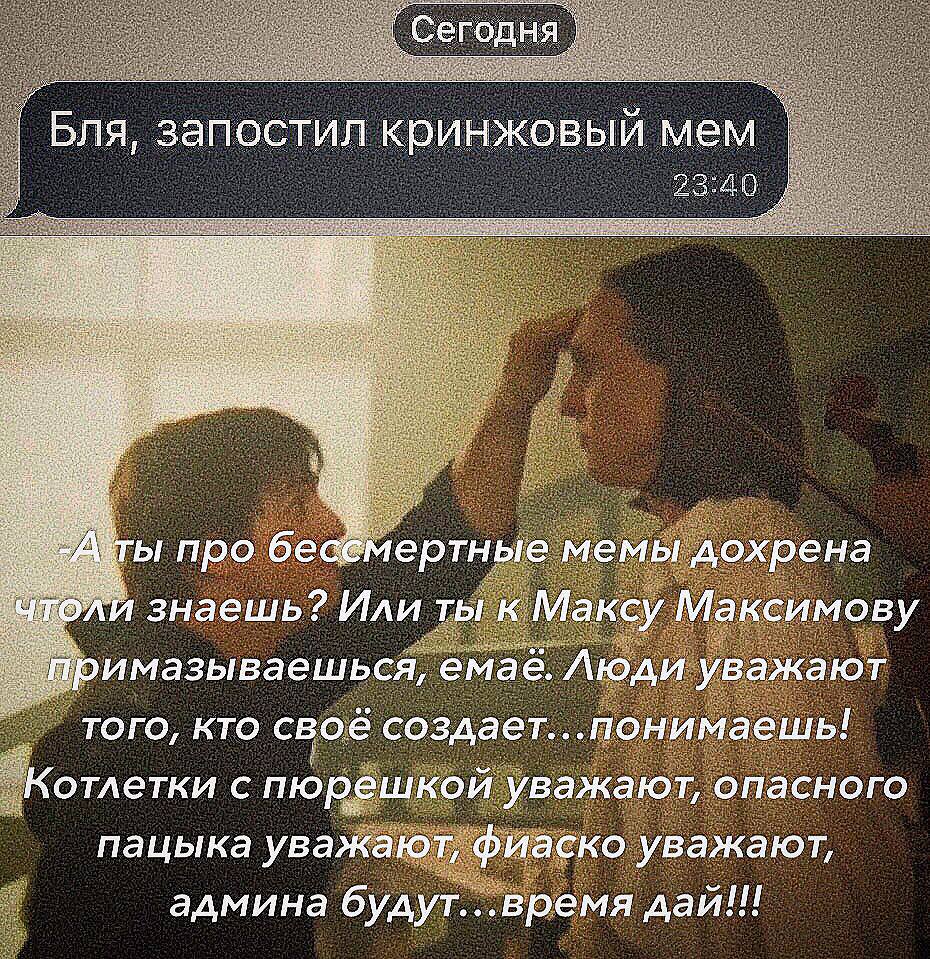 Сегодня
Бля, запостил кринжовый мем
23:40
-А ты про бессмертные мемы дохрена
чтоли знаешь? Или ты к Максу Максимову
примазываешься, емаё. Люди уважают
того, кто своё создает...понимаешь!
Котлетки с пюрешкой уважают, опасного
пацыка уважают, фиаско уважают,
админа будут...время дай!!!